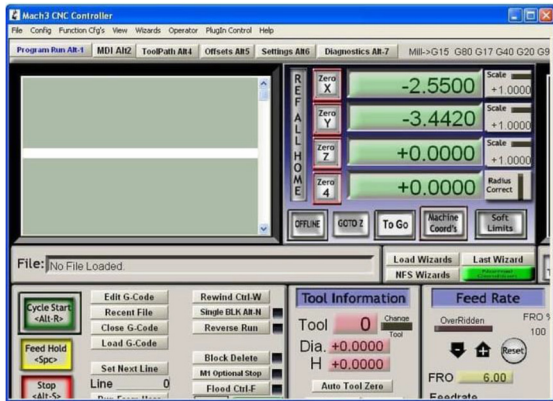 Mach3 CNC Controller
File Config Function Cfg's View Wizards Operator PlugIn Control Help
Program Run Alt-1 MDI Alt2 ToolPath Alt4 Offsets Alt5 Settings Alt6 Diagnostics Alt-7 Mill->G15 G80 G17 G40 G20 G9
REF ALL HOME
Zero X -2.5500 Scale +1.0000
Zero Y -3.4420 Scale +1.0000
Zero Z +0.0000 Scale +1.0000
Zero 4 +0.0000 Radius Correct
OFFLINE GOTO Z To Go Machine Coord's Soft Limits
File: No File Loaded.
Load Wizards Last Wizard
NFS Wizards
Cycle Start <Alt-R>
Feed Hold <Spc>
Stop <Alt-S>
Edit G-Code
Recent File
Close G-Code
Load G-Code
Set Next Line
Line 0
Rewind Ctrl-W
Single BLK Alt-N
Reverse Run
Block Delete
M1 Optional Stop
Flood Ctrl-F
Tool Information
Tool 0 Change Tool
Dia. +0.0000
H +0.0000
Auto Tool Zero
Feed Rate
OverRidden FRO
100
Reset
FRO 6.00
Feedrate